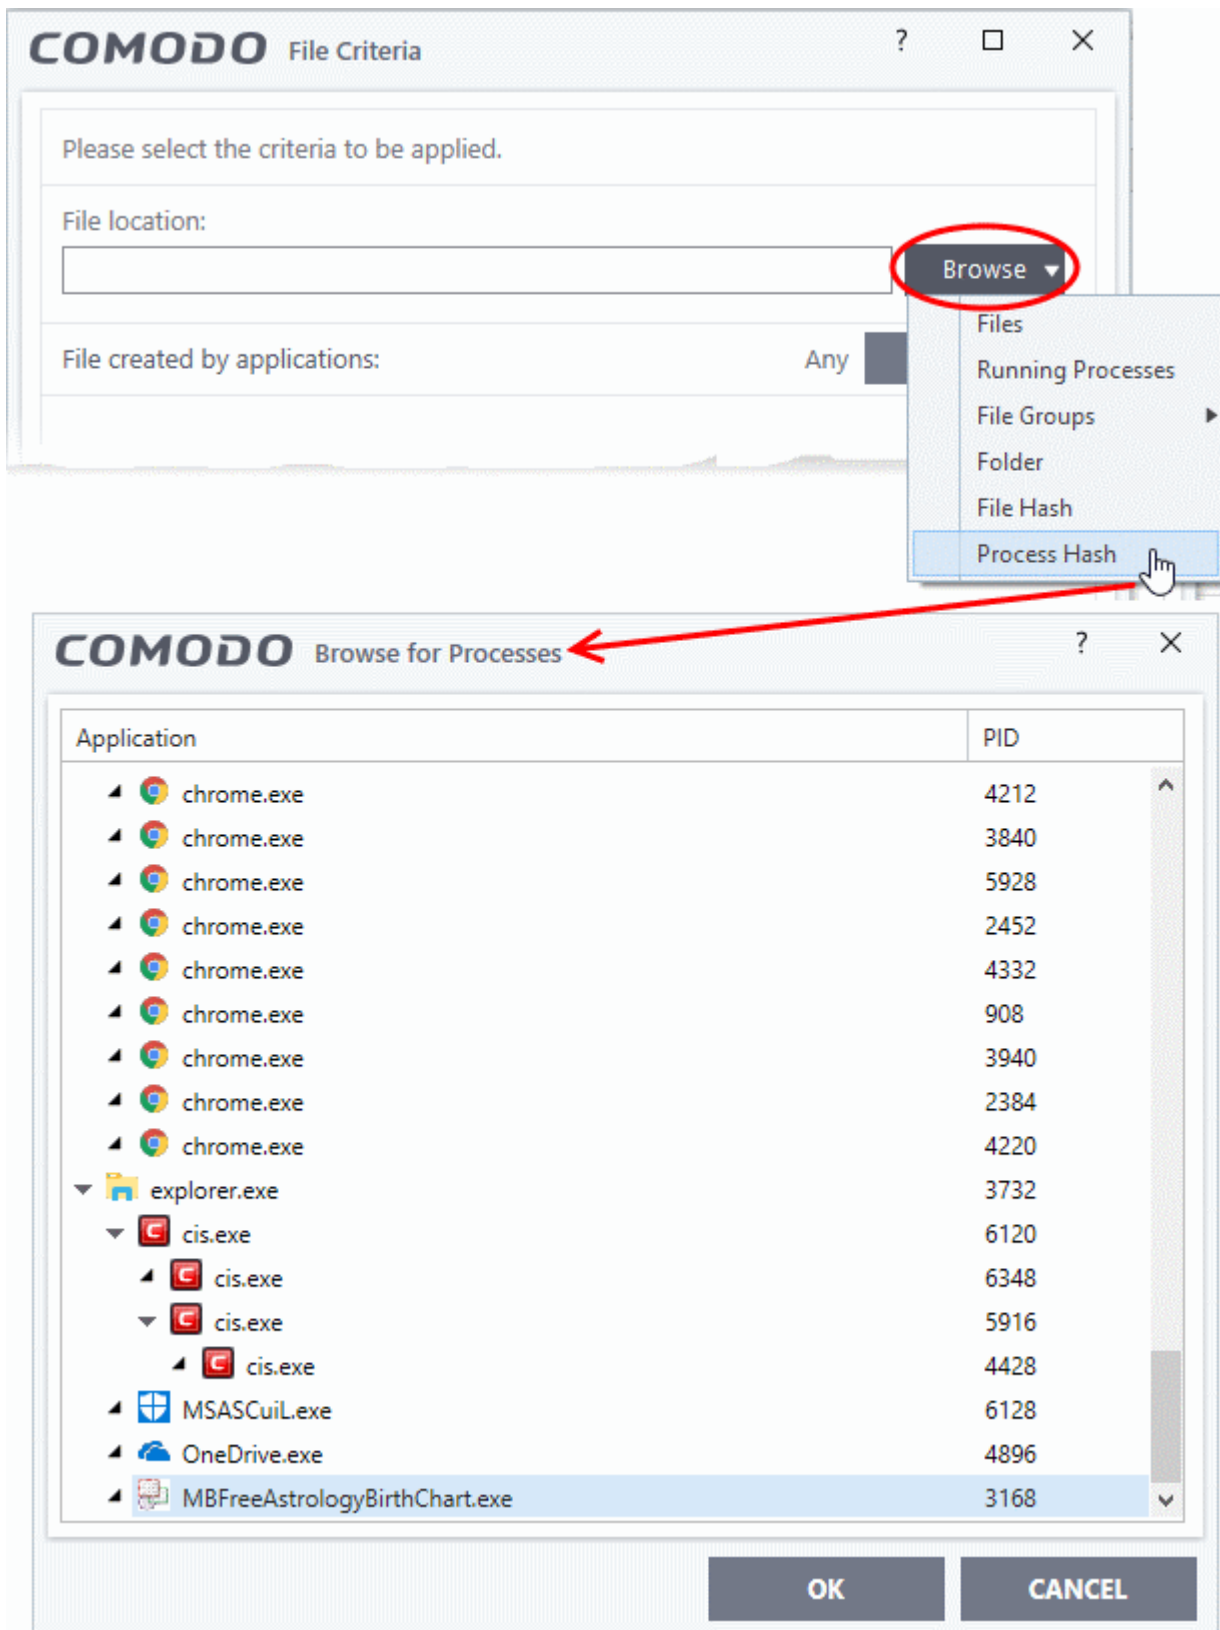 COMODO File Criteria ?
Please select the criteria to be applied.
File location:
Browse
Files
File created by applications: Any
Running Processes
File Groups
Folder
File Hash
Process Hash
COMODO Browse for Processes ?
Application PID
chrome.exe 4212
chrome.exe 3840
chrome.exe 5928
chrome.exe 2452
chrome.exe 4332
chrome.exe 908
chrome.exe 3940
chrome.exe 2384
chrome.exe 4220
explorer.exe 3732
cis.exe 6120
cis.exe 6348
cis.exe 5916
cis.exe 4428
MSASCuiL.exe 6128
OneDrive.exe 4896
MBFreeAstrologyBirthChart.exe 3168
OK CANCEL